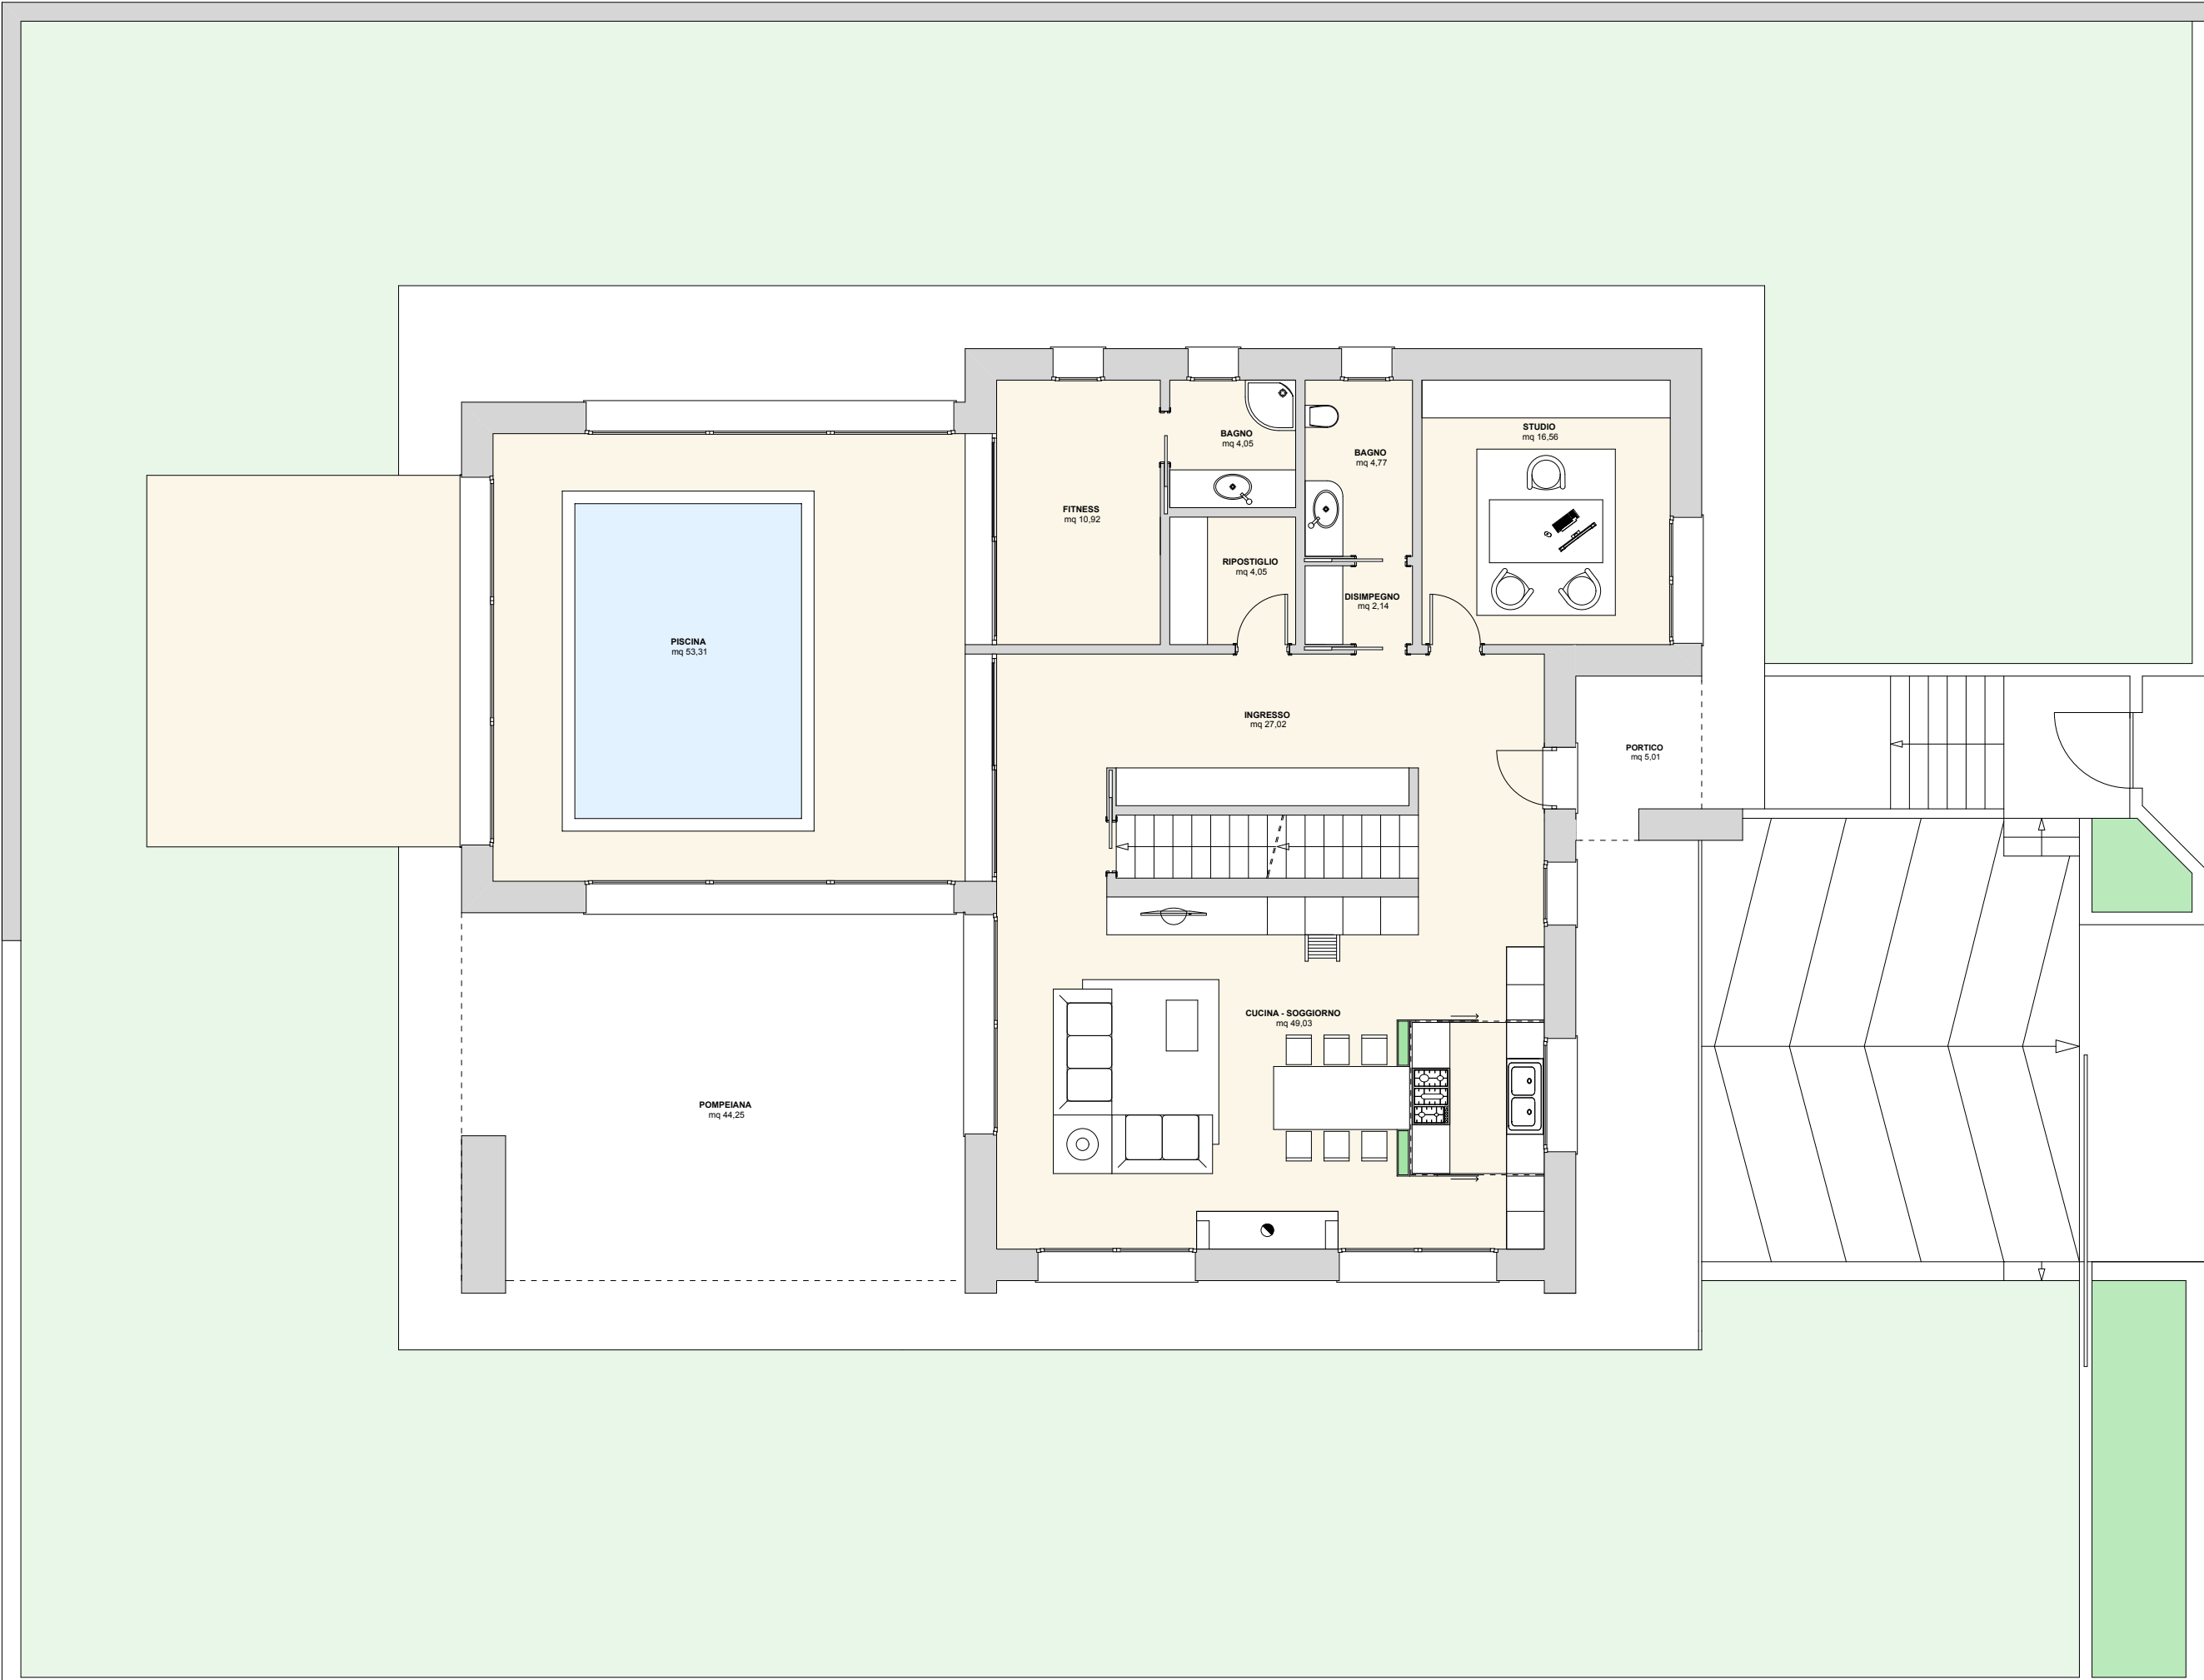 STUDIO
mq 16,56
BAGNO
mq 4,05
BAGNO
mq 4,77
FITNESS
mq 10,92
RIPOSTIGLIO
mq 4,05
DISIMPEGNO
mq 2,14
PISCINA
mq 53,31
INGRESSO
mq 27,02
PORTICO
mq 5,01
CUCINA - SOGGIORNO
mq 49,03
POMPEIANA
mq 44,25